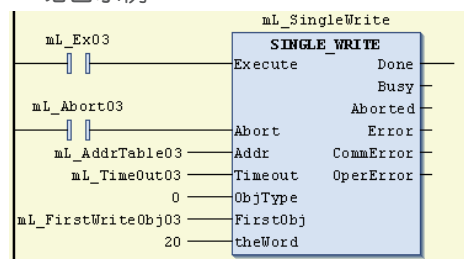 mL_SingleWrite
mL_Ex03
SINGLE_WRITE
Execute Done
Busy
mL_Abort03 Aborted
Abort Error
mL_AddrTable03 Addr CommError
mL_TimeOut03 Timeout OperError
0 ObjType
mL_FirstWriteObj03 FirstObj
20 theWord